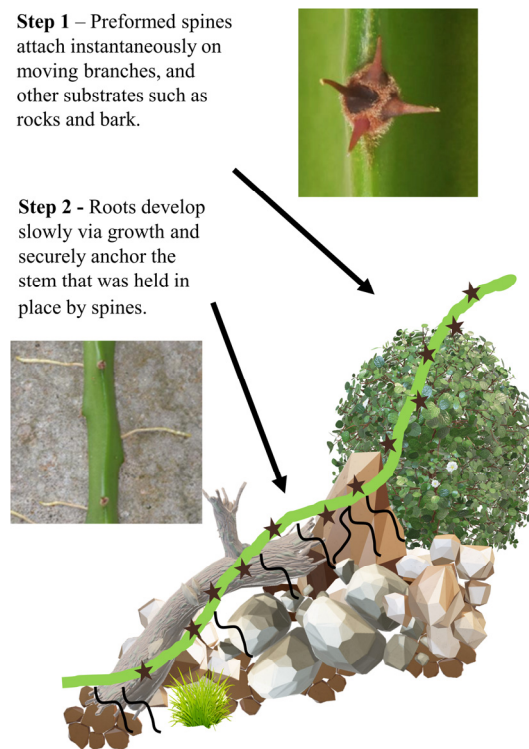 Step 1 – Preformed spines
attach instantaneously on
moving branches, and
other substrates such as
rocks and bark.
Step 2 - Roots develop
slowly via growth and
securely anchor the
stem that was held in
place by spines.